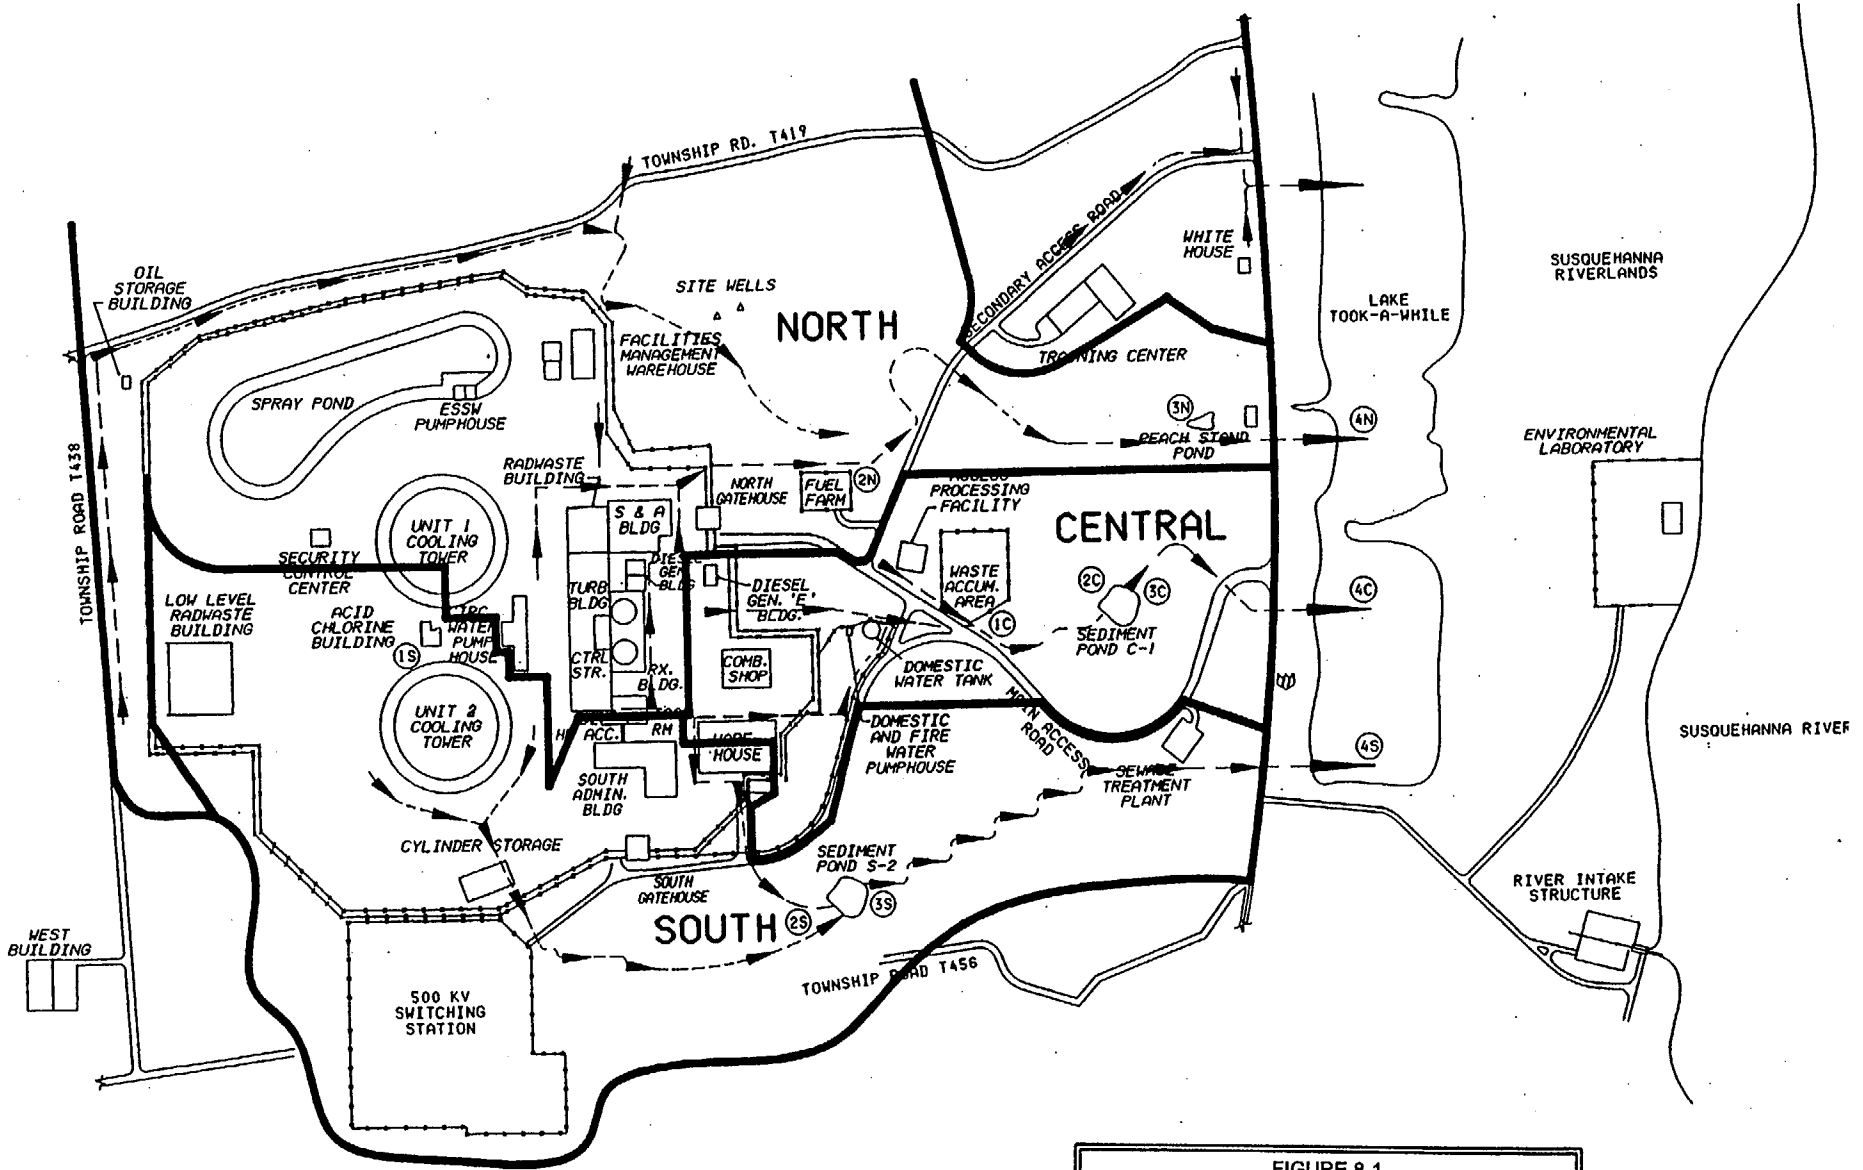 TOWNSHIP RD. T419
OIL
STORAGE
BUILDING
SITE WELLS
NORTH
SECONDARY ACCESS ROAD
WHITE
HOUSE
SUSQUEHANNA
RIVERLANDS
LAKE
TOOK-A-WHILE
FACILITIES
MANAGEMENT
WAREHOUSE
TRAINING CENTER
SPRAY POND
ESSW
PUMPHOUSE
3N
4N
PEACH STAND
POND
ENVIRONMENTAL
LABORATORY
TOWNSHIP ROAD T438
RADWASTE
BUILDING
NORTH
GATEHOUSE
FUEL
FARM
2N
ACCESS
PROCESSING
FACILITY
CENTRAL
UNIT 1
COOLING
TOWER
S & A
BLDG
SECURITY
CONTROL
CENTER
DIESEL
GEN.
BLDG
DIESEL
GEN. 'E'
BLDG.
WASTE
ACCUM.
AREA
2C
3C
4C
1C
SEDIMENT
POND C-1
LOW LEVEL
RADWASTE
BUILDING
ACID
CHLORINE
BUILDING
CIRC
WATER
PUMP
HOUSE
TURB
BLDG
1S
CTRL
STR.
RX.
BLDG.
COMB.
SHOP
DOMESTIC
WATER TANK
MAIN ACCESS
ROAD
UNIT 2
COOLING
TOWER
ACC.
RM
WARE
HOUSE
DOMESTIC
AND FIRE
WATER
PUMPHOUSE
SUSQUEHANNA RIVER
4S
SEWAGE
TREATMENT
PLANT
SOUTH
ADMIN.
BLDG
CYLINDER STORAGE
SEDIMENT
POND S-2
SOUTH
GATEHOUSE
3S
2S
SOUTH
RIVER INTAKE
STRUCTURE
WEST
BUILDING
TOWNSHIP ROAD T456
500 KV
SWITCHING
STATION
FIGURE 8-1